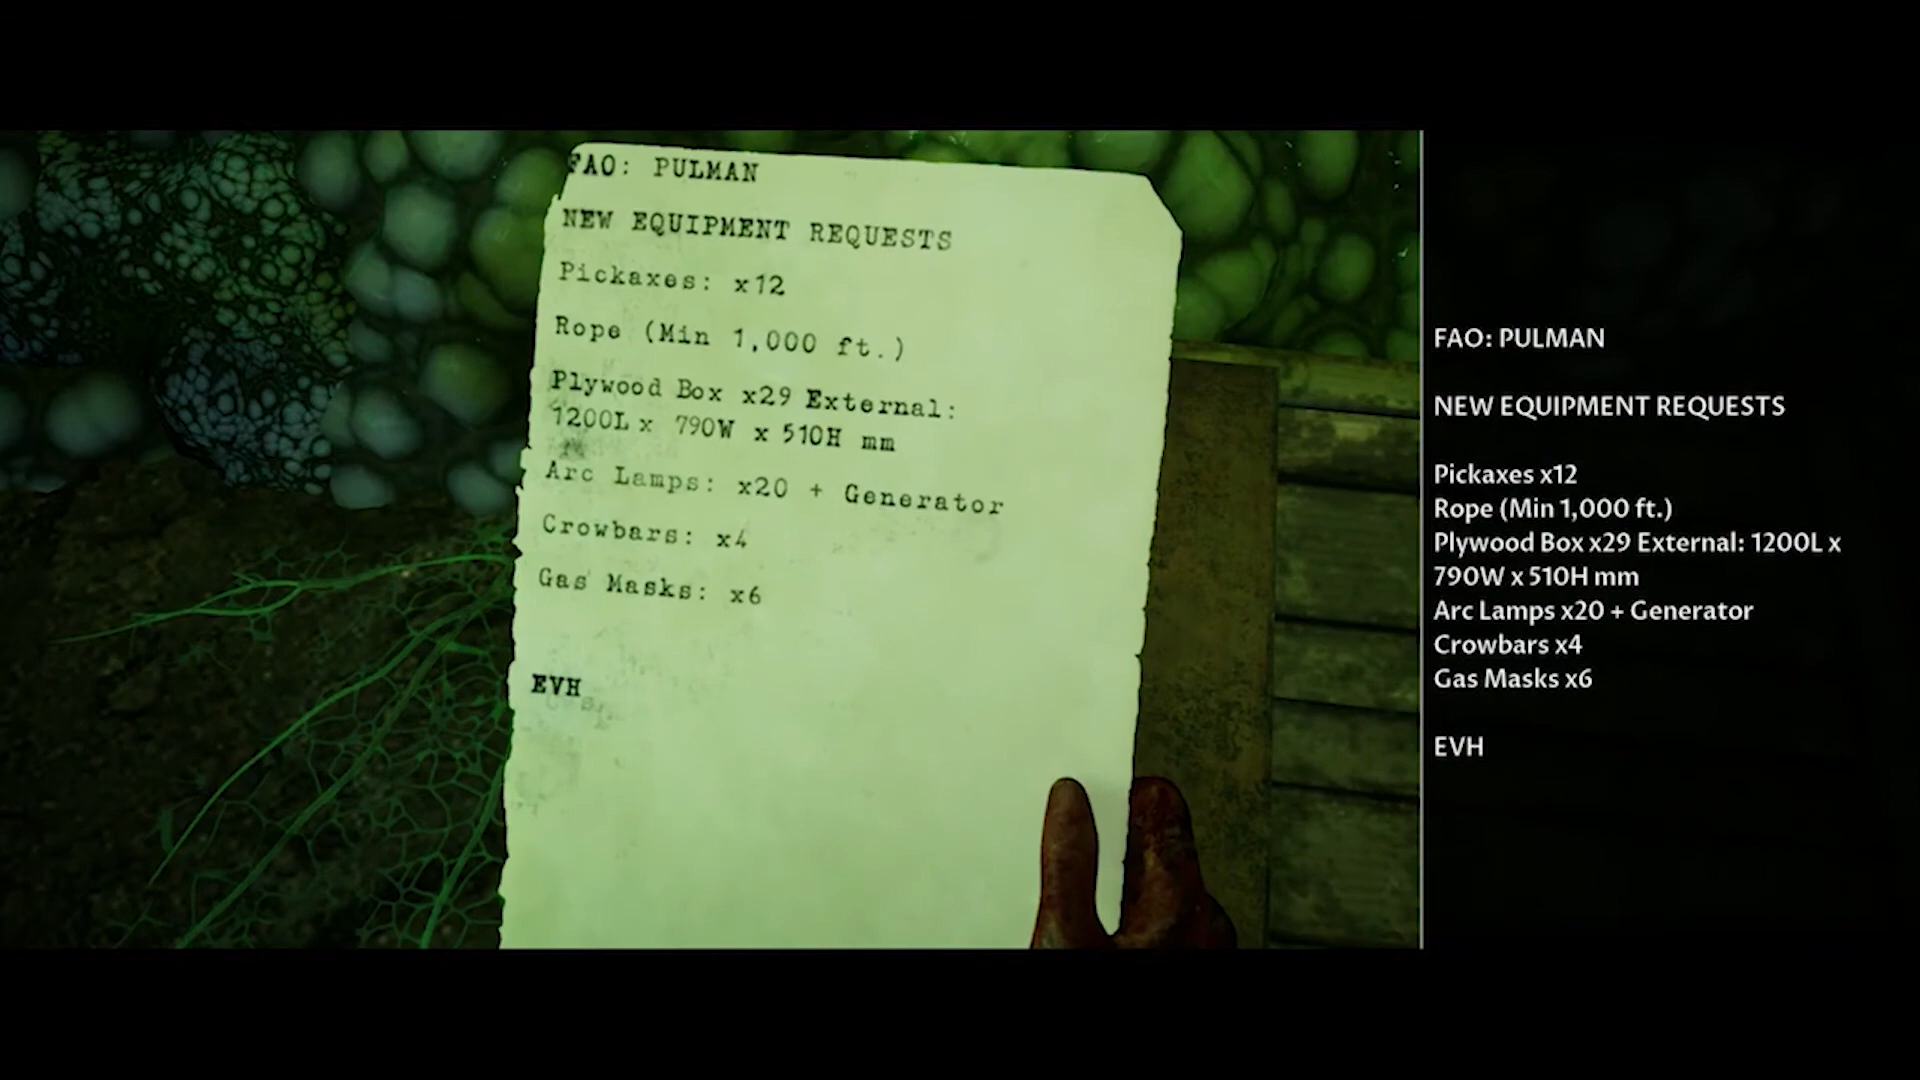 FAO: PULMAN
NEW EQUIPMENT REQUESTS
Pickaxes: x12
Rope (Min 1,000 ft.)
Plywood Box x29 External:
1200L x 790W x 510H mm
Arc Lamps: x20 + Generator
Crowbars: x4
Gas Masks: x6
EVH
FAO: PULMAN
NEW EQUIPMENT REQUESTS
Pickaxes x12
Rope (Min 1,000 ft.)
Plywood Box x29 External: 1200L x
790W x 510H mm
Arc Lamps x20 + Generator
Crowbars x4
Gas Masks x6
EVH